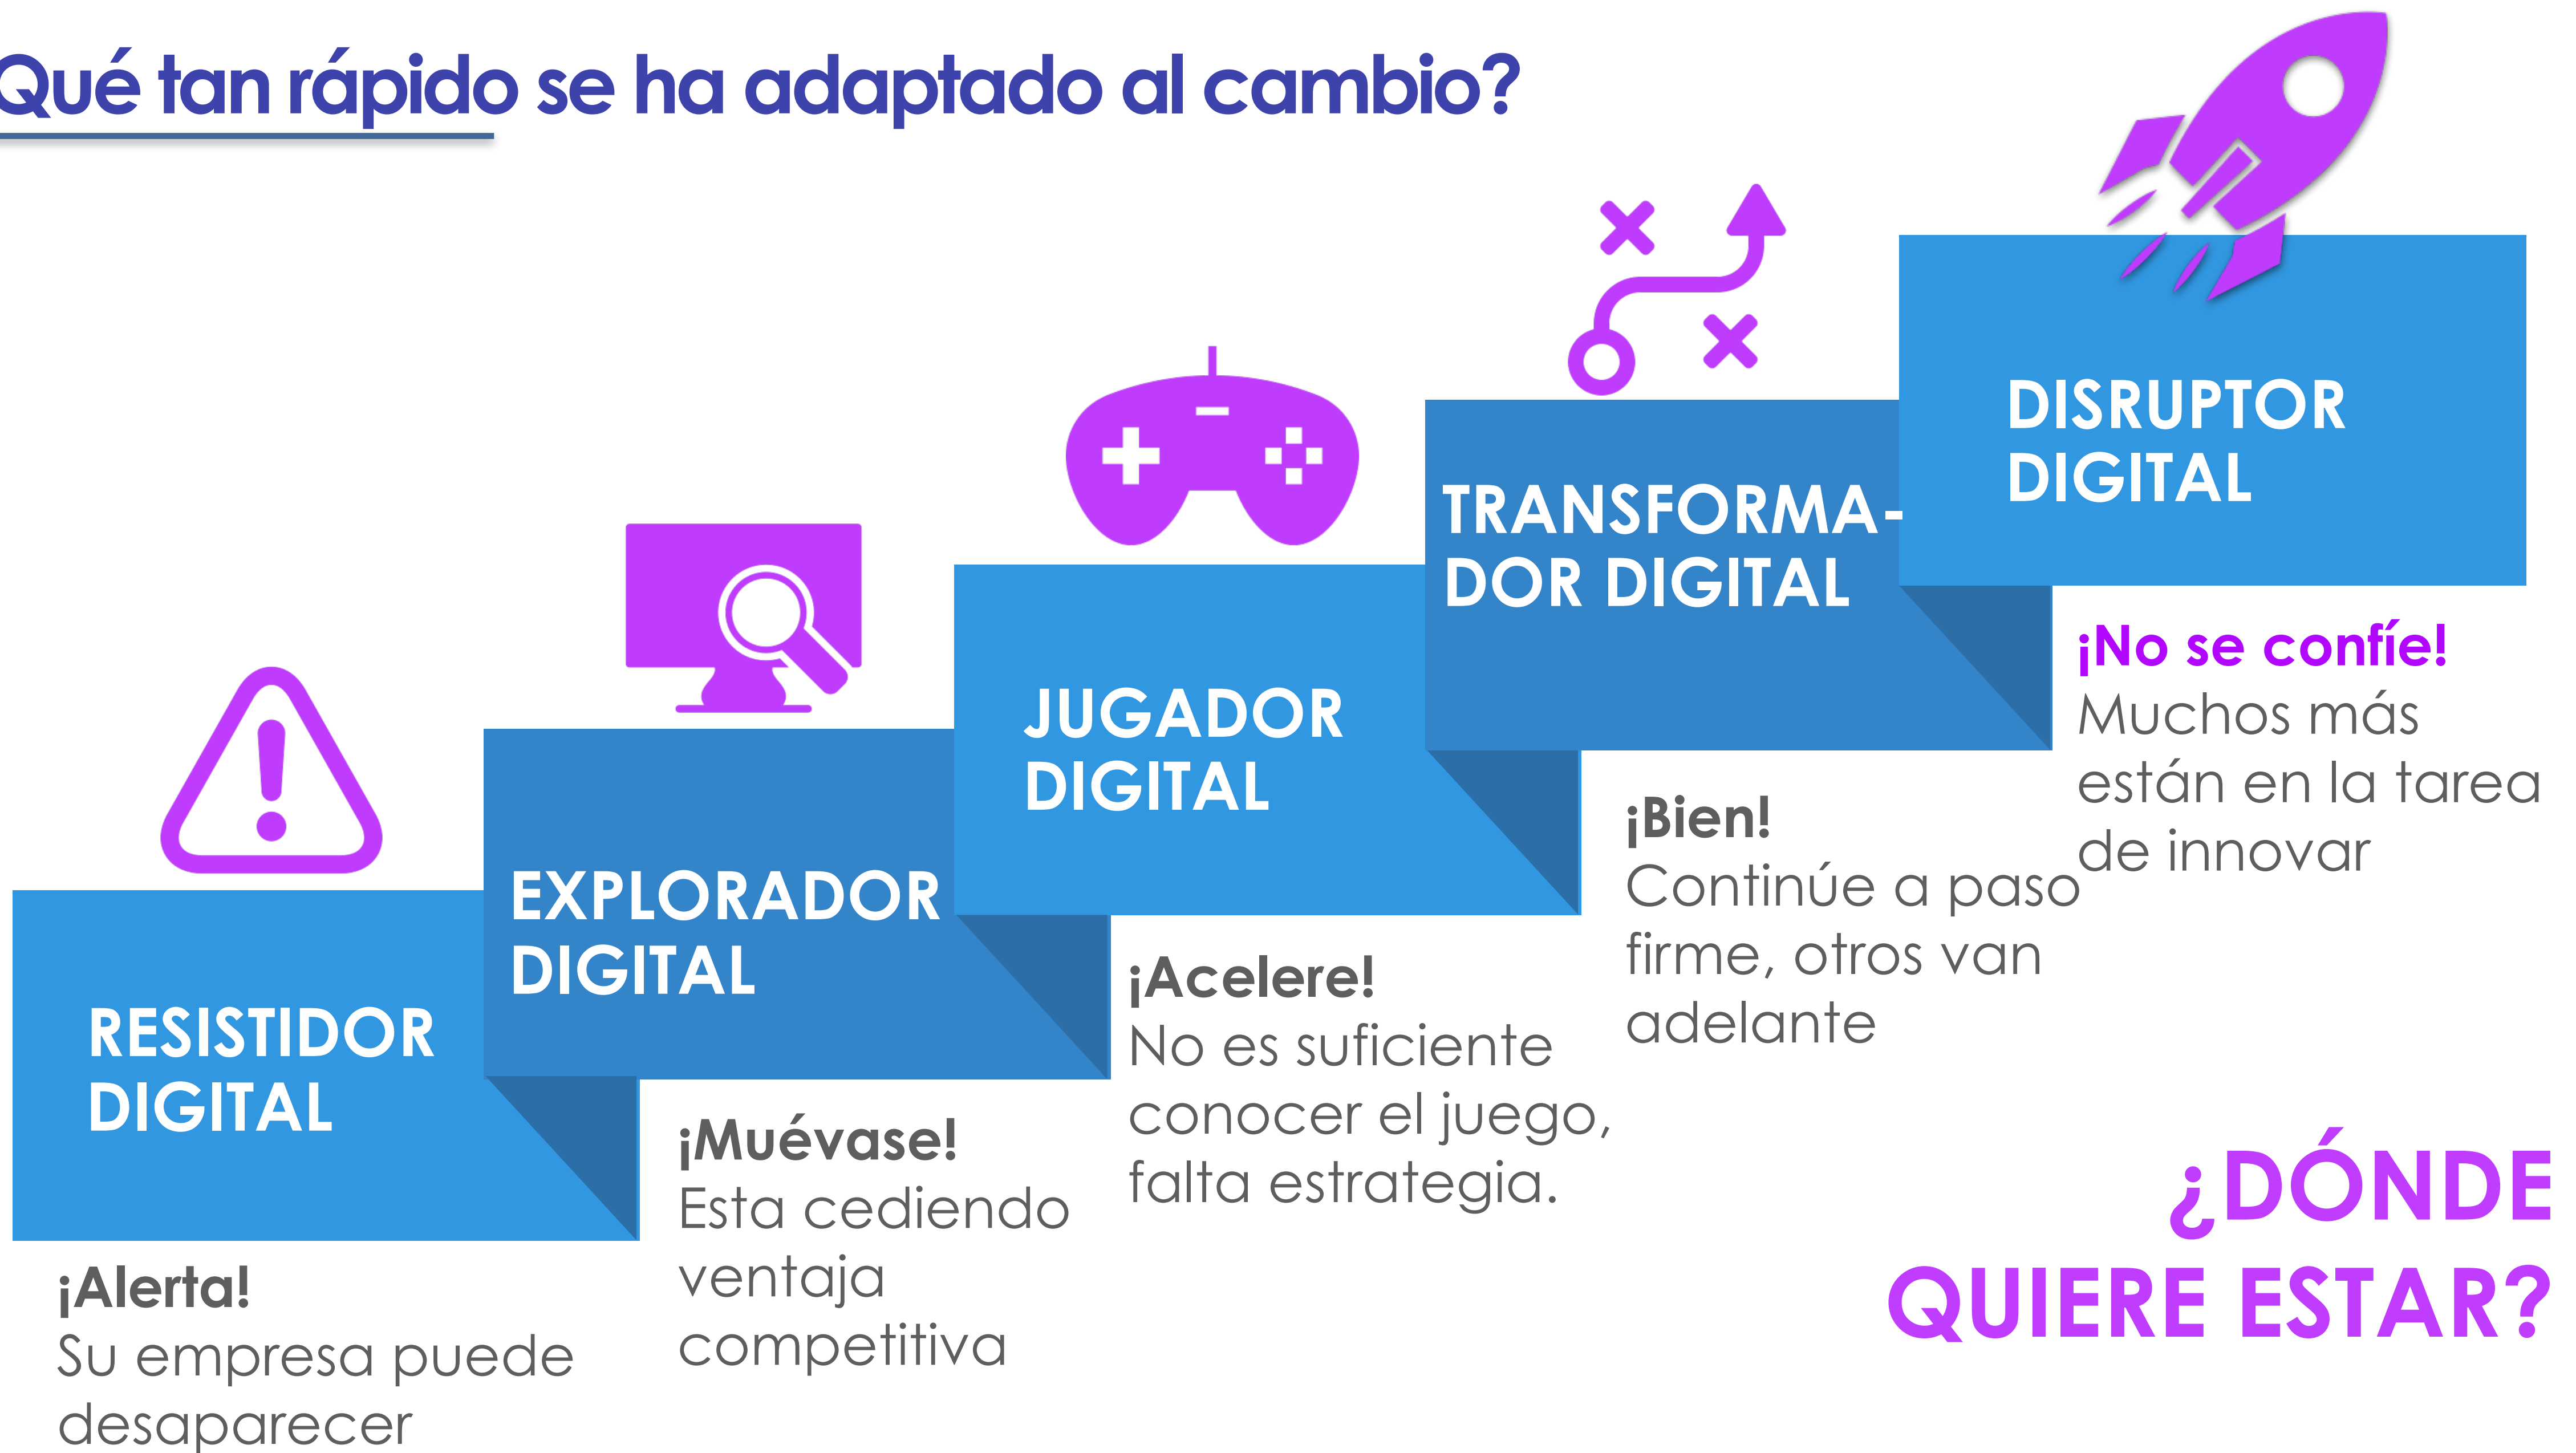 Qué tan rápido se ha adaptado al cambio?
RESISTIDOR
DIGITAL
¡Alerta!
Su empresa puede
desaparecer
EXPLORADOR
DIGITAL
¡Muévase!
Esta cediendo
ventaja
competitiva
JUGADOR
DIGITAL
¡Acelere!
No es suficiente
conocer el juego,
falta estrategia.
TRANSFORMA-
DOR DIGITAL
¡Bien!
Continúe a paso
firme, otros van
adelante
DISRUPTOR
DIGITAL
¡No se confíe!
Muchos más
están en la tarea
de innovar
¿DÓNDE
QUIERE ESTAR?